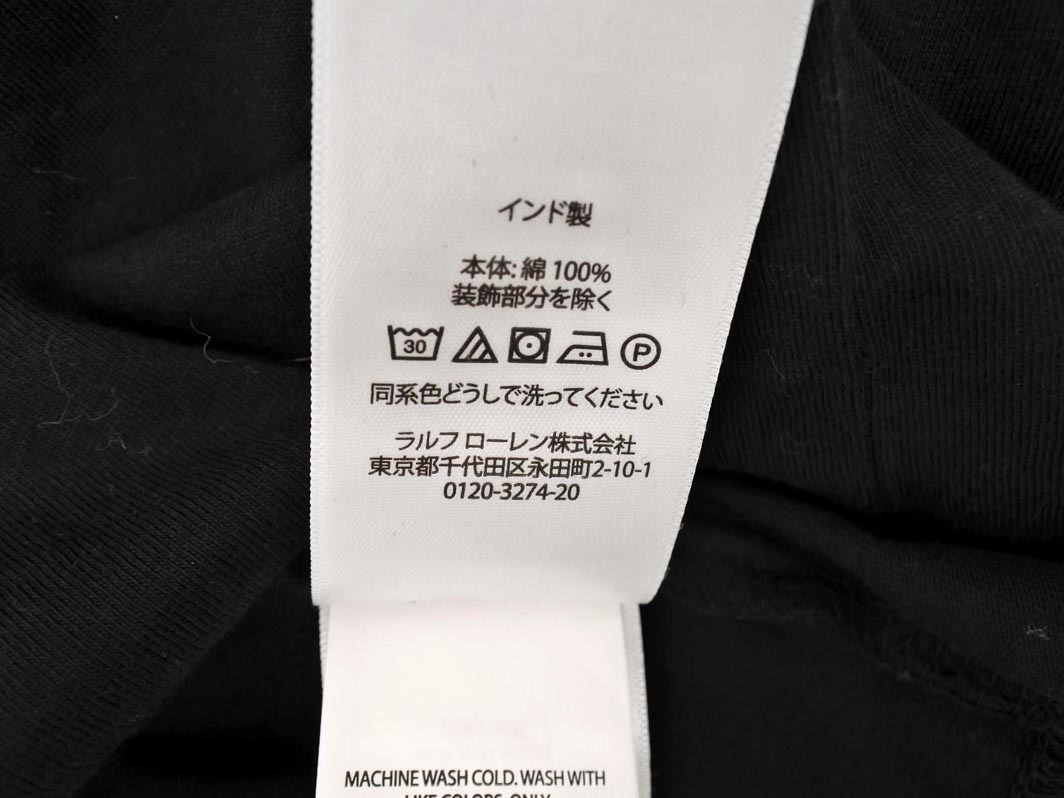 インド製
本体: 綿 100%
装飾部分を除く
30 P
同系色どうしで洗ってください
ラルフ ローレン株式会社
東京都千代田区永田町2-10-1
0120-3274-20
MACHINE WASH COLD. WASH WITH
LIKE COLORS ONLY